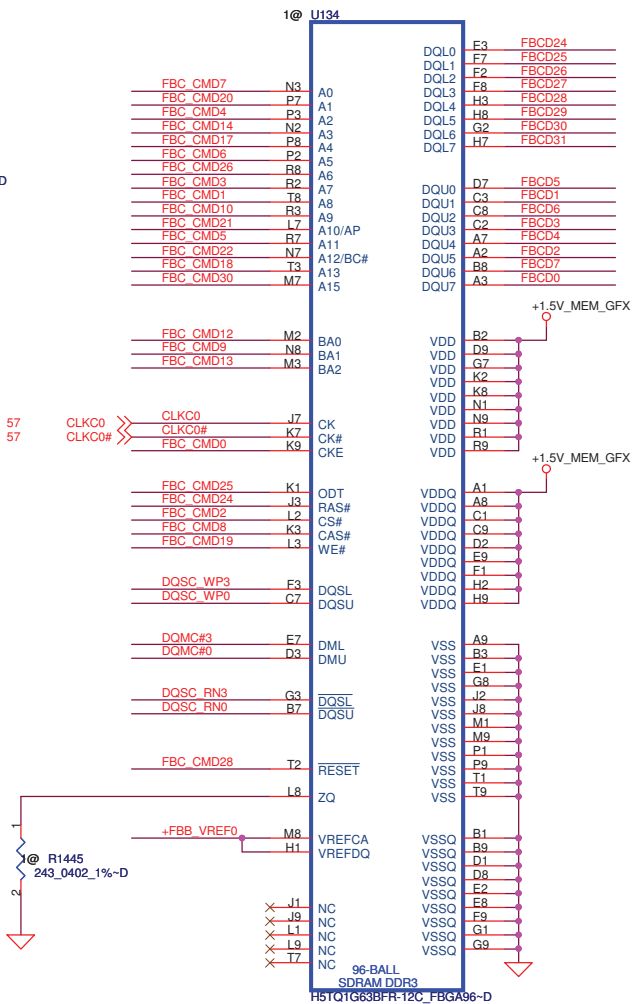 1@ U134
E3 FBCD24
DQL0
F7 FBCD25
DQL1
F2 FBCD26
DQL2
F8 FBCD27
DQL3
H3 FBCD28
DQL4
H8 FBCD29
DQL5
G2 FBCD30
DQL6
H7 FBCD31
DQL7
FBC_CMD7 N3 A0
FBC_CMD20 P7 A1
FBC_CMD4 P3 A2
FBC_CMD14 N2 A3
FBC_CMD17 P8 A4
FBC_CMD6 P2 A5
FBC_CMD26 R8 A6
FBC_CMD3 R2 A7
FBC_CMD1 T8 A8
FBC_CMD10 R3 A9
FBC_CMD21 L7 A10/AP
FBC_CMD5 R7 A11
FBC_CMD22 N7 A12/BC#
FBC_CMD18 T3 A13
FBC_CMD30 M7 A15
D
DQU0 D7 FBCD5
DQU1 C3 FBCD1
DQU2 C8 FBCD6
DQU3 C2 FBCD3
DQU4 A7 FBCD4
DQU5 A2 FBCD2
DQU6 B8 FBCD7
DQU7 A3 FBCD0
+1.5V_MEM_GFX
FBC_CMD12 M2 BA0
FBC_CMD9 N8 BA1
FBC_CMD13 M3 BA2
VDD B2
VDD D9
VDD G7
VDD K2
VDD K8
VDD N1
VDD N9
VDD R1
VDD R9
57 CLKC0 CLKC0 J7 CK
57 CLKC0# CLKC0# K7 CK#
FBC_CMD0 K9 CKE
+1.5V_MEM_GFX
FBC_CMD25 K1 ODT
FBC_CMD24 J3 RAS#
FBC_CMD2 L2 CS#
FBC_CMD8 K3 CAS#
FBC_CMD19 L3 WE#
VDDQ A1
VDDQ A8
VDDQ C1
VDDQ C9
VDDQ D2
VDDQ E9
VDDQ F1
VDDQ H2
VDDQ H9
DQSC_WP3 F3 DQSL
DQSC_WP0 C7 DQSU
DQMC#3 E7 DML
DQMC#0 D3 DMU
DQSC_RN3 G3 DQSL
DQSC_RN0 B7 DQSU
VSS A9
VSS B3
VSS E1
VSS G8
VSS J2
VSS J8
VSS M1
VSS M9
VSS P1
VSS P9
VSS T1
VSS T9
FBC_CMD28 T2 RESET
L8 ZQ
+FBB_VREF0 M8 VREFCA
H1 VREFDQ
1
1@ R1445
243_0402_1%~D
2
VSSQ B1
VSSQ B9
VSSQ D1
VSSQ D8
VSSQ E2
VSSQ E8
VSSQ F9
VSSQ G1
VSSQ G9
J1 NC
J9 NC
L1 NC
L9 NC
T7 NC
96-BALL
SDRAM DDR3
H5TQ1G63BFR-12C_FBGA96~D